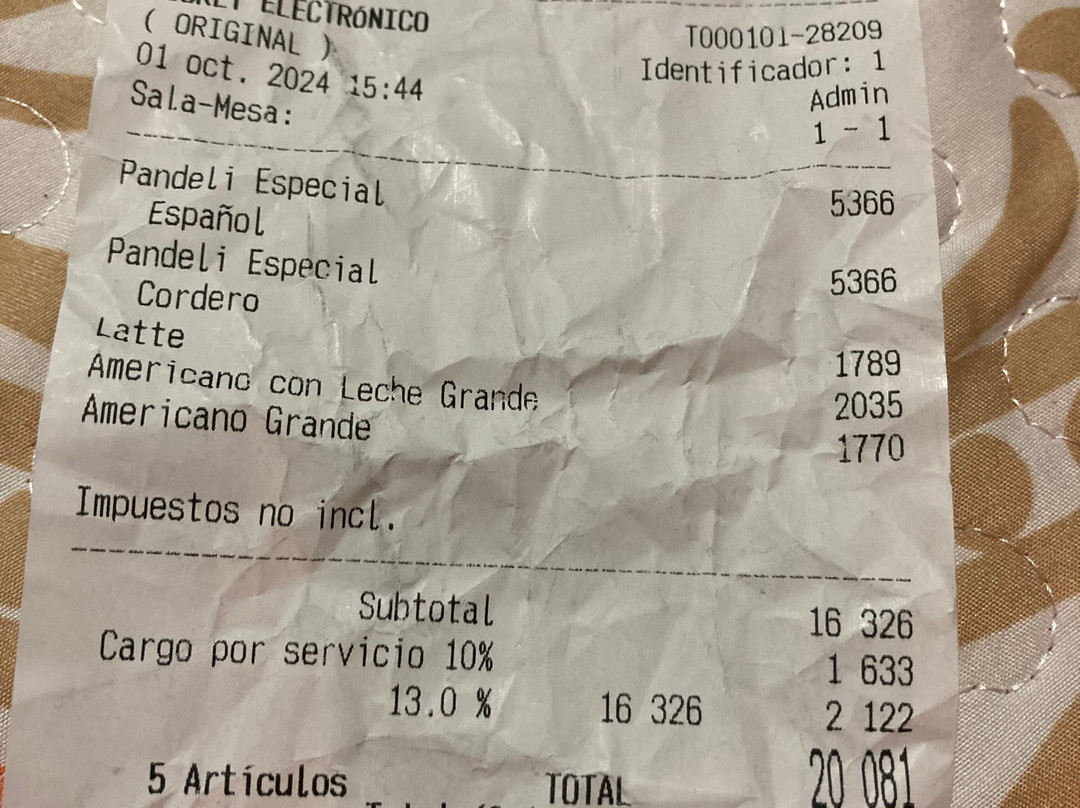 ELECTRÓNICO
( ORIGINAL ) T000101-28209
01 oct. 2024 15:44 Identificador: 1
Sala-Mesa: Admin
1 - 1
Pandeli Especial 5366
Español
Pandeli Especial 5366
Cordero
Latte 1789
Americano con Leche Grande 2035
Americano Grande 1770
Impuestos no incl.
Subtotal 16 326
Cargo por servicio 10% 1 633
13.0 % 16 326 2 122
5 Artículos TOTAL 20 081